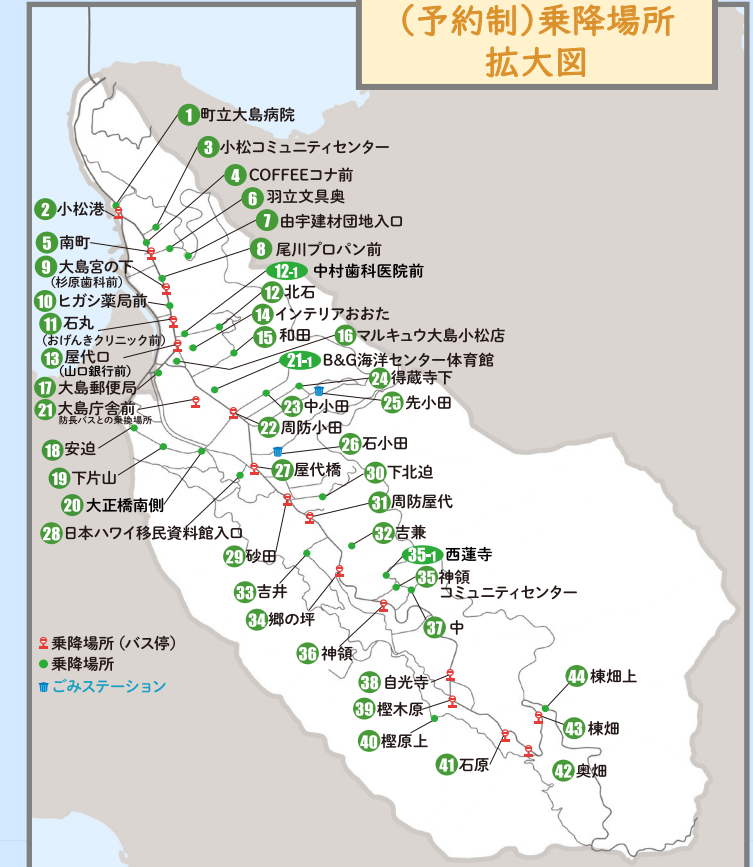 (予約制)乗降場所
拡大図
1 町立大島病院
3 小松コミュニティセンター
4 COFFEEコナ前
2 小松港
6 羽立文具奥
7 由宇建材団地入口
5 南町
8 尾川プロパン前
9 大島宮の下
(杉原歯科前)
12-1 中村歯科医院前
10 ヒガシ薬局前
12 北石
11 石丸
(おげんきクリニック前)
14 インテリアおおた
15 和田
16 マルキュウ大島小松店
13 屋代口
(山口銀行前)
21-1 B&G海洋センター体育館
17 大島郵便局
24 得蔵寺下
21 大島庁舎前
防長バスとの乗換場所
23 中小田
25 先小田
22 周防小田
18 安迫
26 石小田
19 下片山
27 屋代橋
30 下北迫
20 大正橋南側
31 周防屋代
28 日本ハワイ移民資料館入口
32 吉兼
29 砂田
35-1 西蓮寺
33 吉井
35 神領
コミュニティセンター
34 郷の坪
37 中
36 神領
乗降場所(バス停)
乗降場所
ごみステーション
38 自光寺
44 棟畑上
39 樫木原
43 棟畑
40 樫原上
41 石原
42 奥畑